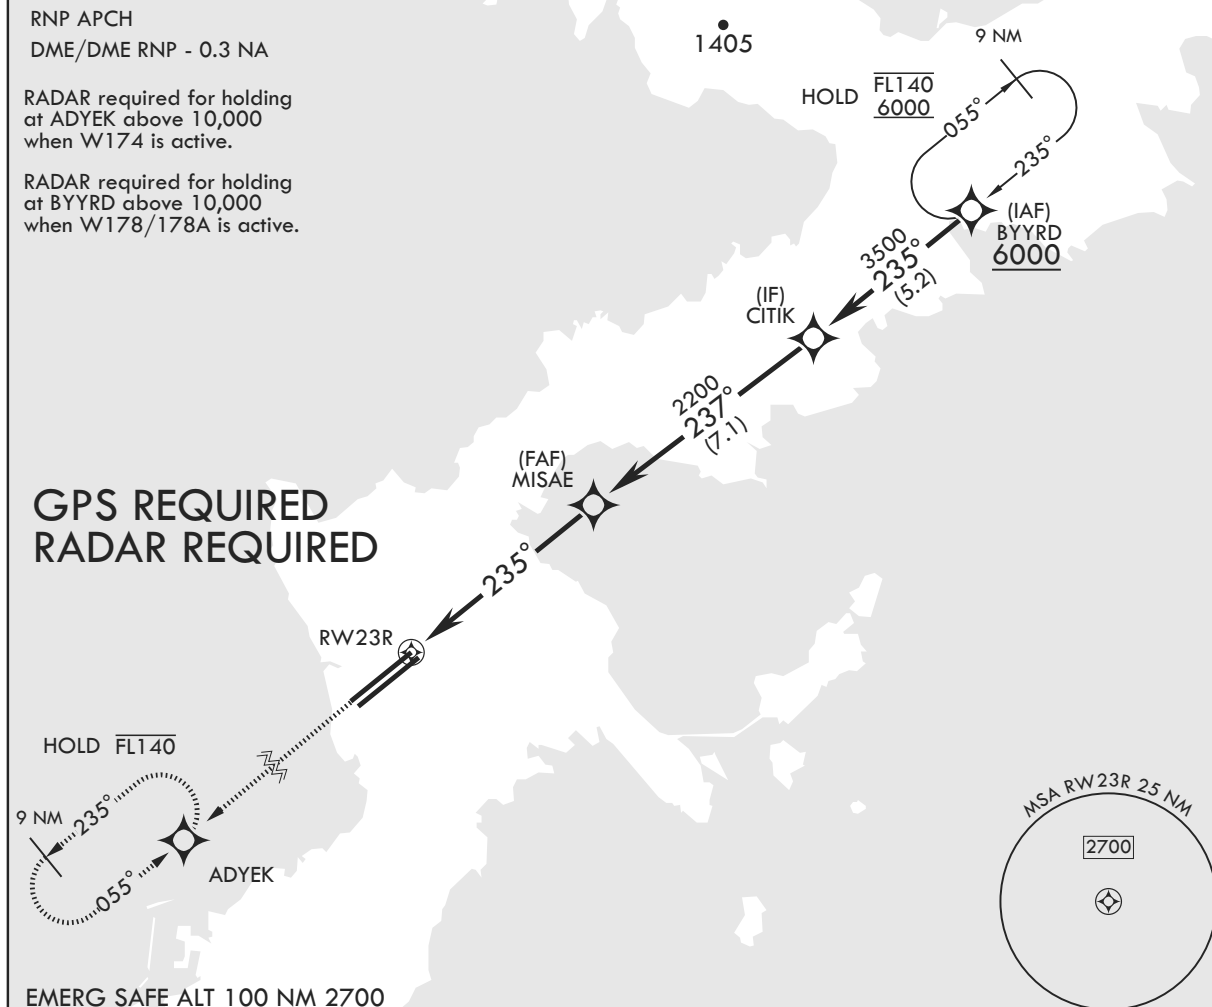 RNP APCH
DME/DME RNP - 0.3 NA
RADAR required for holding
at ADYEK above 10,000
when W174 is active.
RADAR required for holding
at BYYRD above 10,000
when W178/178A is active.
1405
9 NM
HOLD FL140
6000
055°
235°
(IAF)
BYYRD
6000
3500
235°
(5.2)
(IF)
CITIK
2200
237°
(7.1)
(FAF)
MISAE
GPS REQUIRED
RADAR REQUIRED
235°
RW23R
HOLD FL140
9 NM
235°
055°
ADYEK
MSA RW23R 25 NM
2700
EMERG SAFE ALT 100 NM 2700